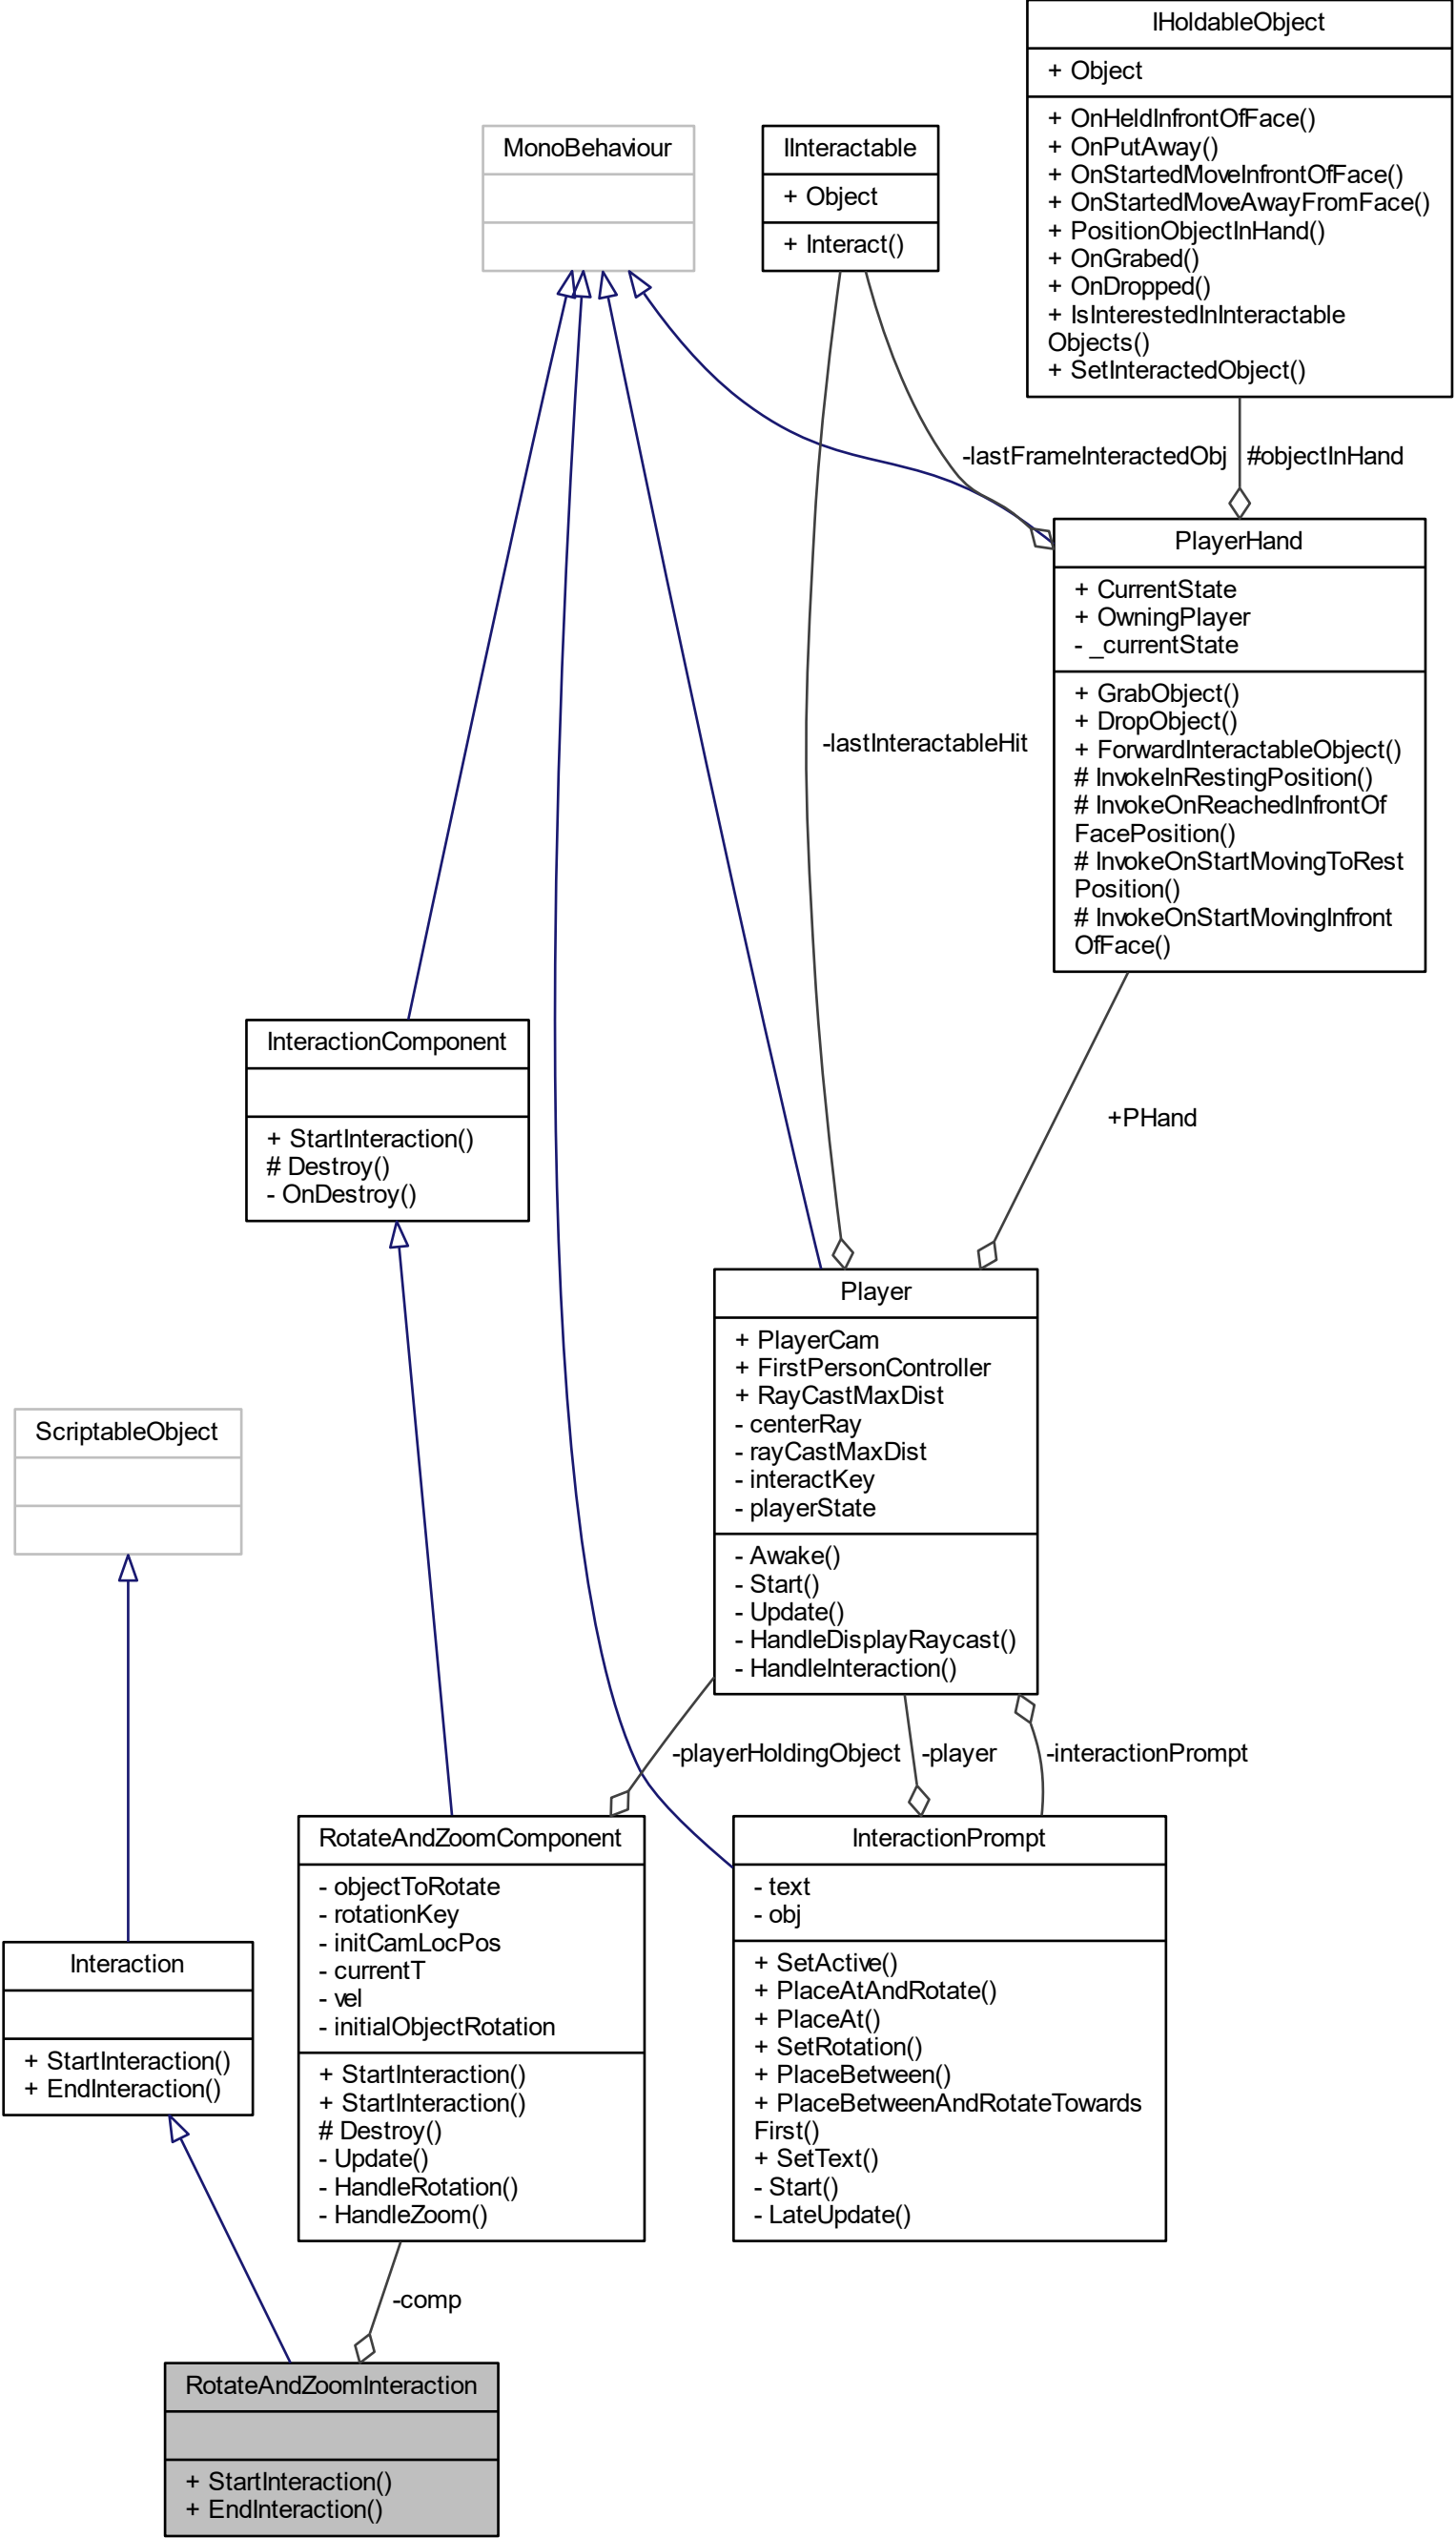 IHoldableObject
+ Object
+ OnHeldInfrontOfFace()
+ OnPutAway()
+ OnStartedMoveInfrontOfFace()
+ OnStartedMoveAwayFromFace()
+ PositionObjectInHand()
+ OnGrabed()
+ OnDropped()
+ IsInterestedInInteractable
Objects()
+ SetInteractedObject()
MonoBehaviour
IInteractable
+ Object
+ Interact()
-lastFrameInteractedObj
#objectInHand
PlayerHand
+ CurrentState
+ OwningPlayer
- _currentState
+ GrabObject()
+ DropObject()
+ ForwardInteractableObject()
# InvokeInRestingPosition()
# InvokeOnReachedInfrontOf
FacePosition()
# InvokeOnStartMovingToRest
Position()
# InvokeOnStartMovingInfront
OfFace()
-lastInteractableHit
+PHand
InteractionComponent
+ StartInteraction()
# Destroy()
- OnDestroy()
Player
+ PlayerCam
+ FirstPersonController
+ RayCastMaxDist
- centerRay
- rayCastMaxDist
- interactKey
- playerState
- Awake()
- Start()
- Update()
- HandleDisplayRaycast()
- HandleInteraction()
ScriptableObject
-playerHoldingObject
-player
-interactionPrompt
RotateAndZoomComponent
- objectToRotate
- rotationKey
- initCamLocPos
- currentT
- vel
- initialObjectRotation
+ StartInteraction()
+ StartInteraction()
# Destroy()
- Update()
- HandleRotation()
- HandleZoom()
InteractionPrompt
- text
- obj
+ SetActive()
+ PlaceAtAndRotate()
+ PlaceAt()
+ SetRotation()
+ PlaceBetween()
+ PlaceBetweenAndRotateTowards
First()
+ SetText()
- Start()
- LateUpdate()
Interaction
+ StartInteraction()
+ EndInteraction()
-comp
RotateAndZoomInteraction
+ StartInteraction()
+ EndInteraction()